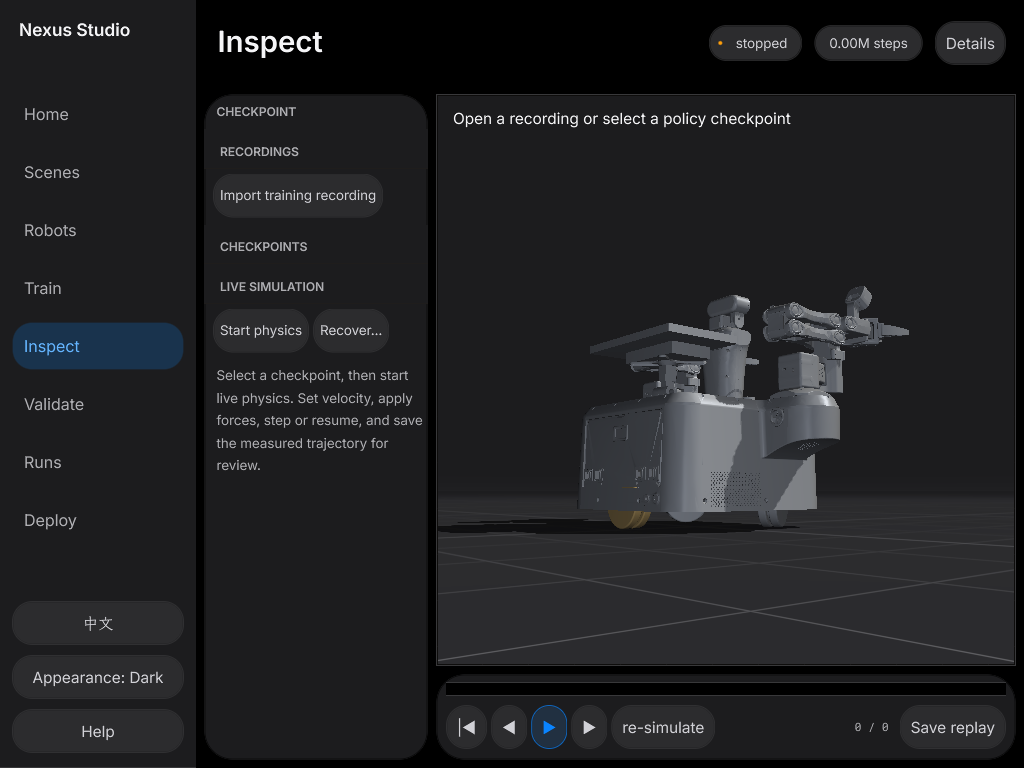 Nexus Studio
Home
Scenes
Robots
Train
Inspect
Validate
Runs
Deploy
中文
Appearance: Dark
Help
Inspect
stopped
0.00M steps
Details
CHECKPOINT
RECORDINGS
Import training recording
CHECKPOINTS
LIVE SIMULATION
Start physics
Recover...
Select a checkpoint, then start
live physics. Set velocity, apply
forces, step or resume, and save
the measured trajectory for
review.
Open a recording or select a policy checkpoint
re-simulate
0 / 0
Save replay